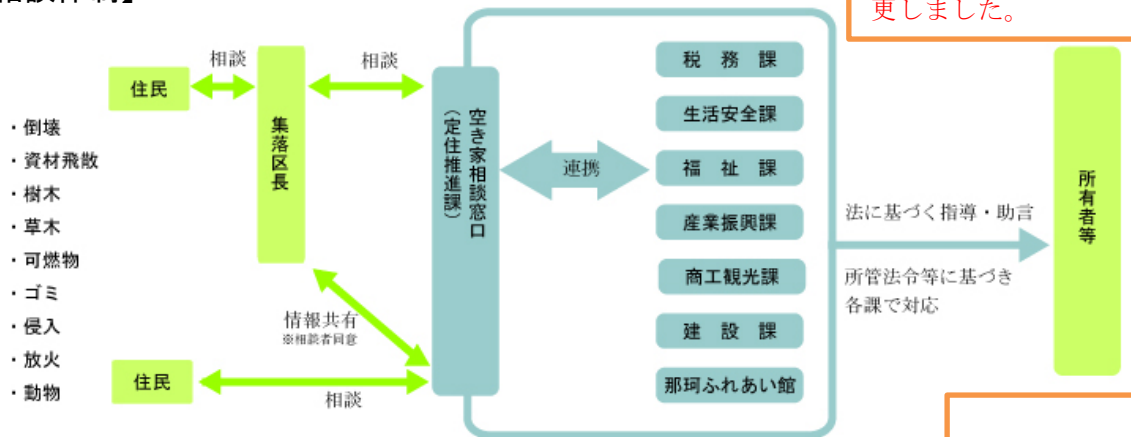 相談体制】
更しました。
相談
相談
住民
・倒壊
・資材飛散
・樹木
・草木
・可燃物
・ゴミ
・侵入
・放火
・動物
集落区長
情報共有
※相談者同意
住民
相談
空き家相談窓口
（定住推進課）
連携
税務課
生活安全課
福祉課
産業振興課
商工観光課
建設課
那珂ふれあい館
法に基づく指導・助言
所管法令等に基づき
各課で対応
所有者等